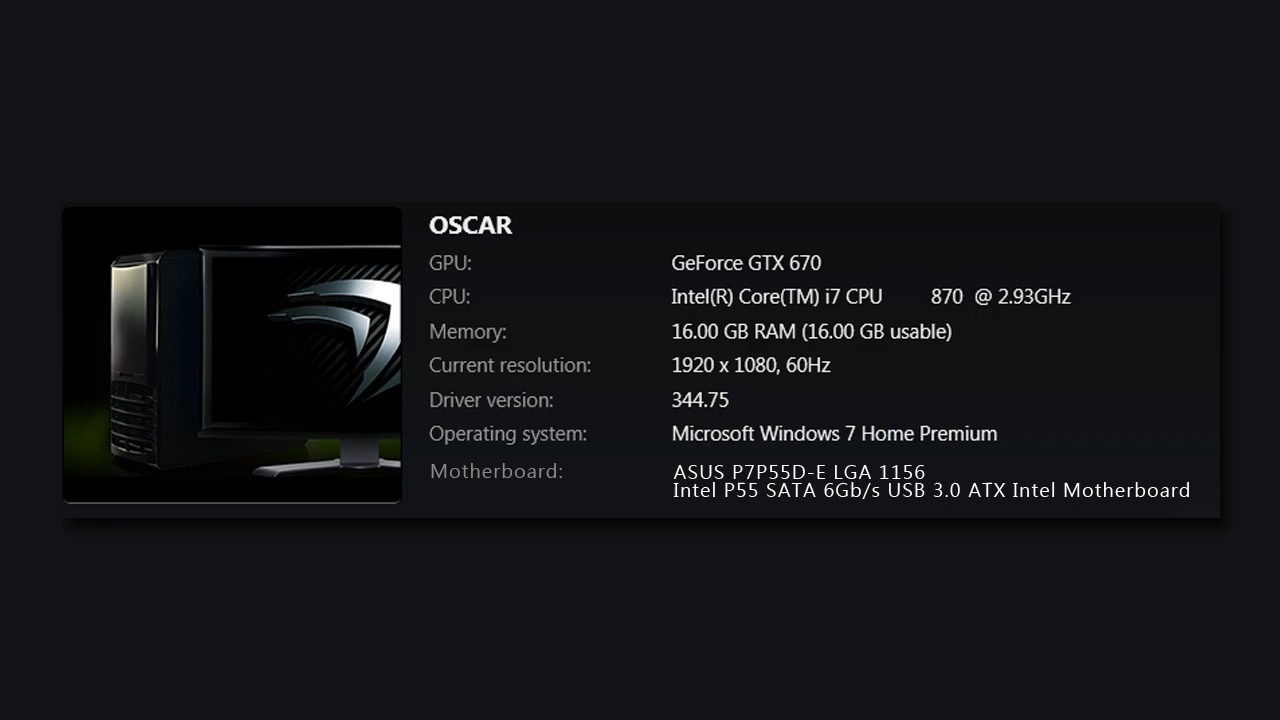 OSCAR
GPU: GeForce GTX 670
CPU: Intel(R) Core(TM) i7 CPU 870 @ 2.93GHz
Memory: 16.00 GB RAM (16.00 GB usable)
Current resolution: 1920 x 1080, 60Hz
Driver version: 344.75
Operating system: Microsoft Windows 7 Home Premium
Motherboard: ASUS P7P55D-E LGA 1156
Intel P55 SATA 6Gb/s USB 3.0 ATX Intel Motherboard